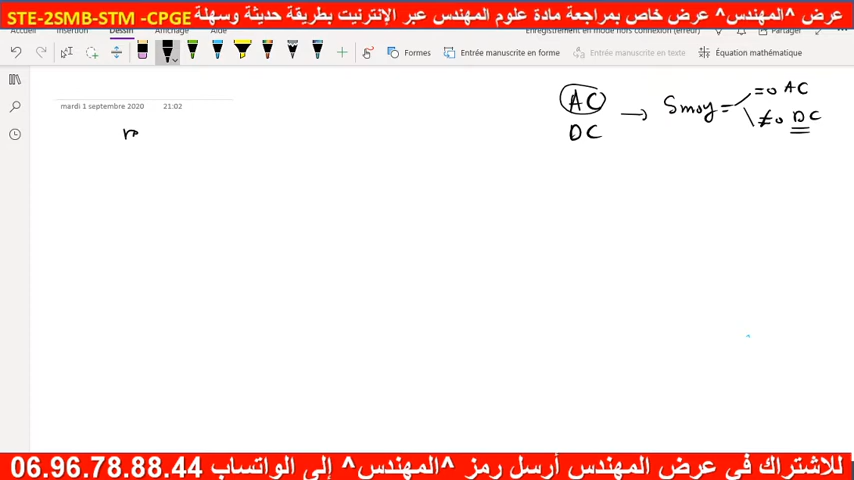 STE-2SMB-STM -CPGE عرض ^المهندس^ عرض خاص بمراجعة مادة علوم المهندس عبر الإنترنيت بطريقة حديثة وسهلة
Accueil Insertion Dessin Affichage Aide Enregistrement en mode hors connexion (erreur) Partager
Formes Entrée manuscrite en forme Entrée manuscrite en texte Équation mathématique
mardi 1 septembre 2020 21:02
AC
DC
→ Smoy =
=0 AC
≠0 DC
للاشتراك في عرض المهندس أرسل رمز ^المهندس^ إلى الواتساب 06.96.78.88.44